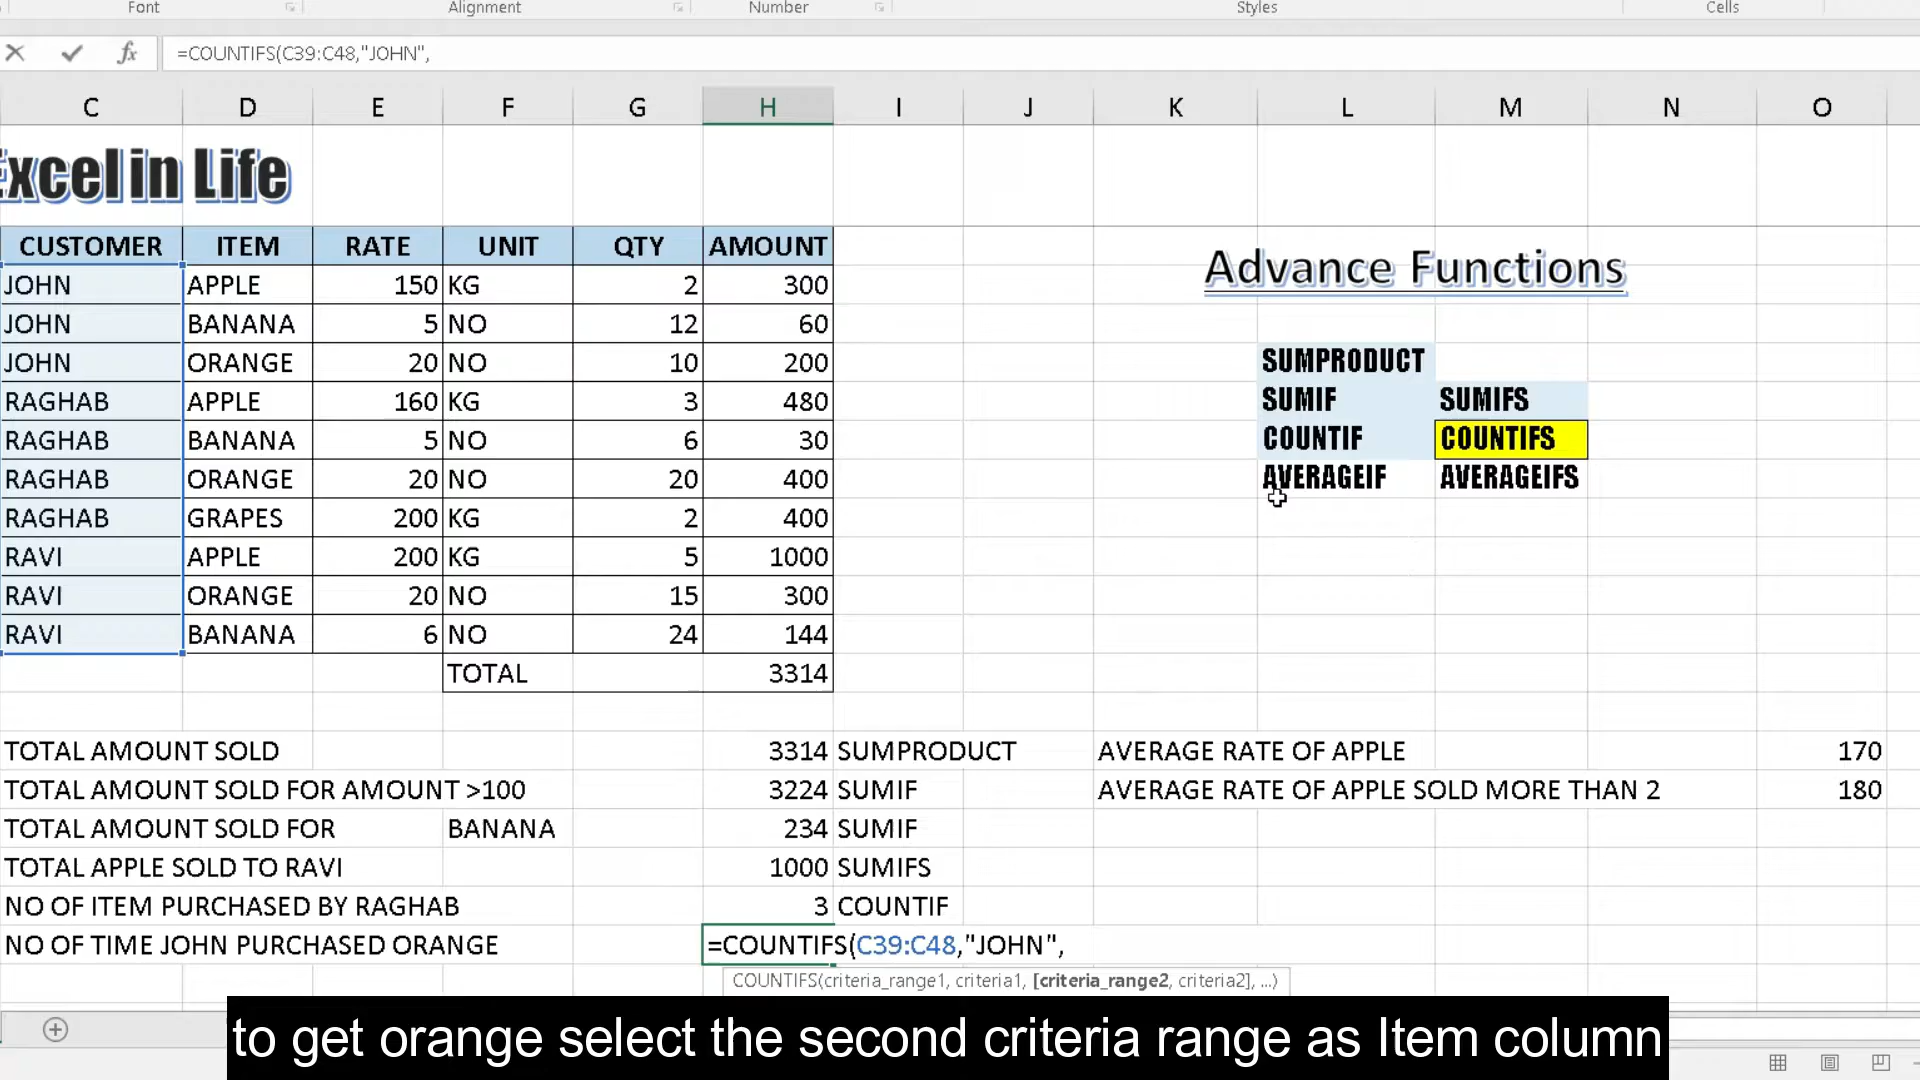 Font Alignment Number Styles Cells
=COUNTIFS(C39:C48,"JOHN",
C D E F G H I J K L M N O
Excel in Life
CUSTOMER ITEM RATE UNIT QTY AMOUNT
Advance Functions
JOHN APPLE 150 KG 2 300
JOHN BANANA 5 NO 12 60
JOHN ORANGE 20 NO 10 200 SUMPRODUCT
RAGHAB APPLE 160 KG 3 480 SUMIF SUMIFS
RAGHAB BANANA 5 NO 6 30 COUNTIF COUNTIFS
RAGHAB ORANGE 20 NO 20 400 AVERAGEIF AVERAGEIFS
RAGHAB GRAPES 200 KG 2 400
RAVI APPLE 200 KG 5 1000
RAVI ORANGE 20 NO 15 300
RAVI BANANA 6 NO 24 144
TOTAL 3314
TOTAL AMOUNT SOLD 3314 SUMPRODUCT AVERAGE RATE OF APPLE 170
TOTAL AMOUNT SOLD FOR AMOUNT >100 3224 SUMIF AVERAGE RATE OF APPLE SOLD MORE THAN 2 180
TOTAL AMOUNT SOLD FOR BANANA 234 SUMIF
TOTAL APPLE SOLD TO RAVI 1000 SUMIFS
NO OF ITEM PURCHASED BY RAGHAB 3 COUNTIF
NO OF TIME JOHN PURCHASED ORANGE =COUNTIFS(C39:C48,"JOHN",
COUNTIFS(criteria_range1, criteria1, [criteria_range2, criteria2], ...)
to get orange select the second criteria range as Item column